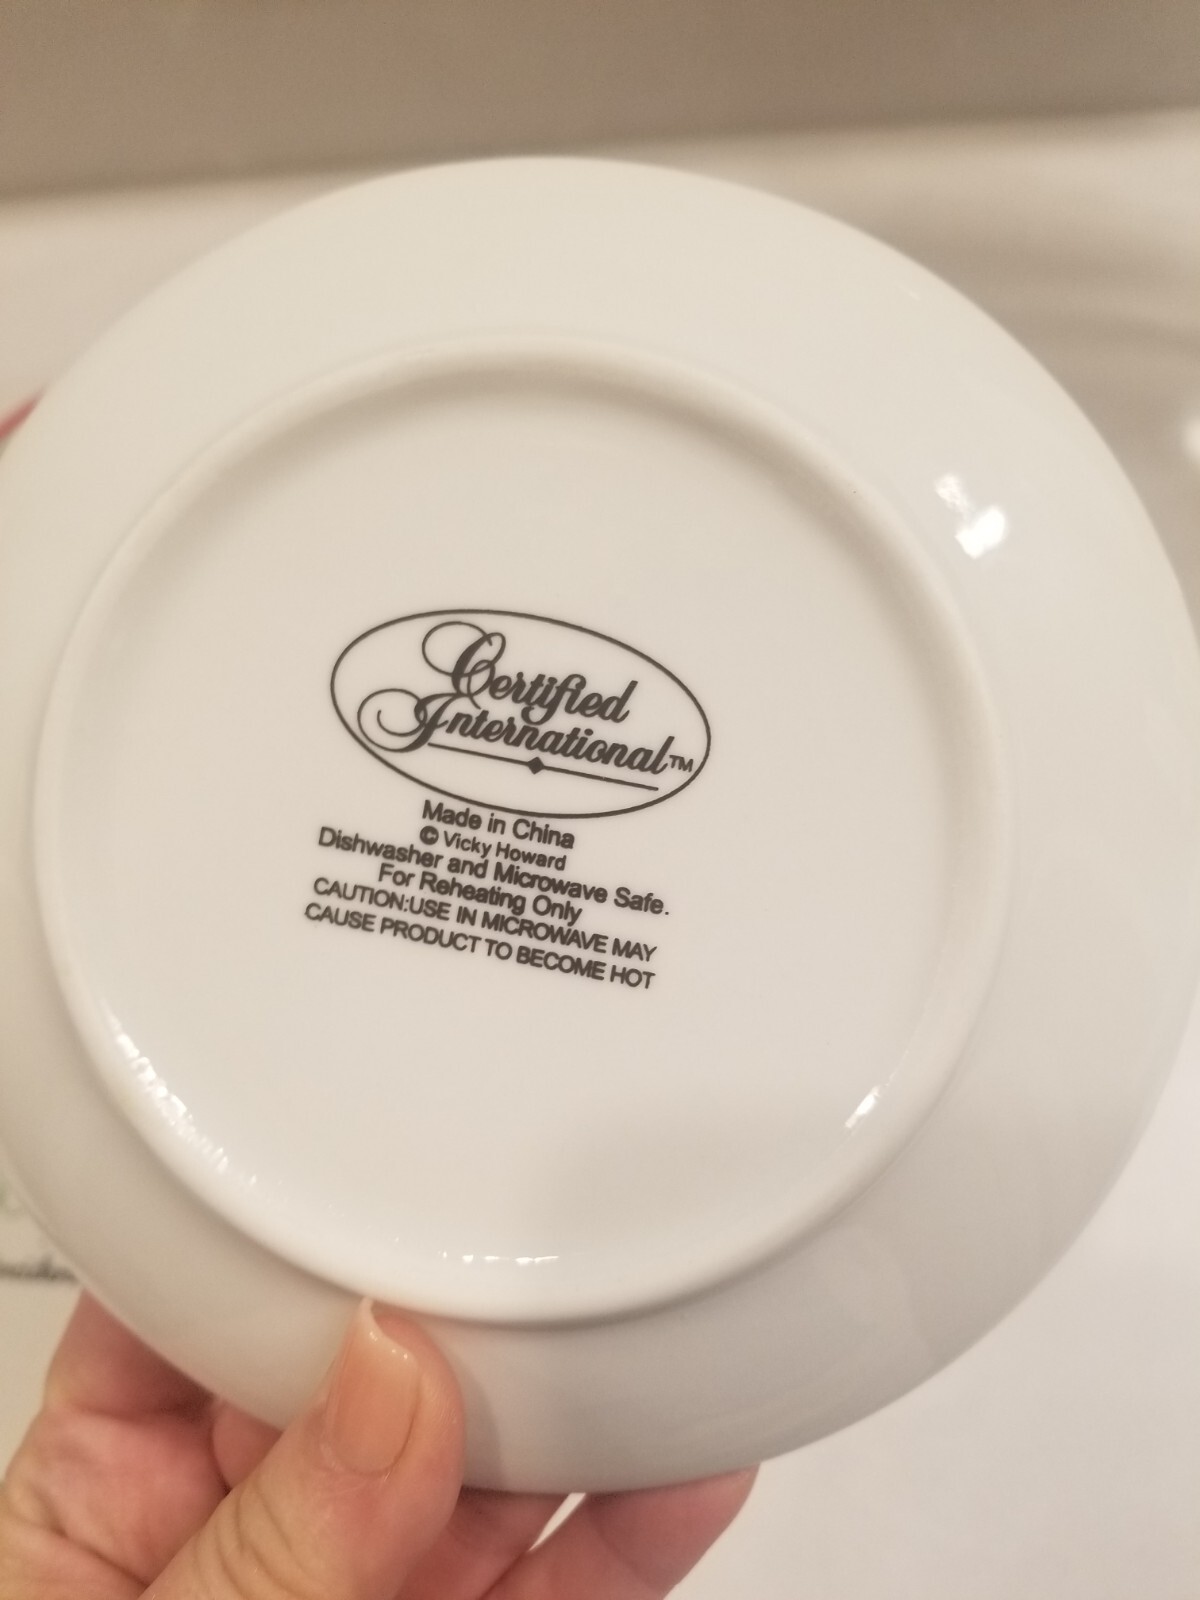 Certified
International™
Made in China
© Vicky Howard
Dishwasher and Microwave Safe.
For Reheating Only
CAUTION:USE IN MICROWAVE MAY
CAUSE PRODUCT TO BECOME HOT